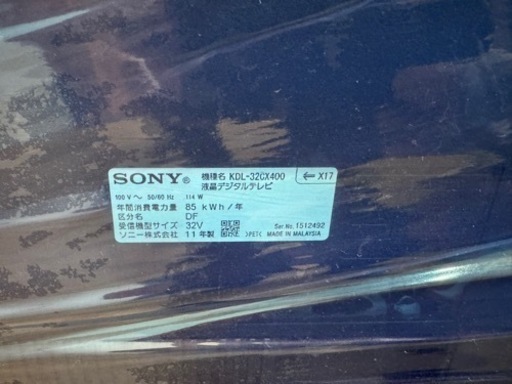 SONY® 機種名 KDL-32CX400 ⇐ X17
液晶デジタルテレビ
100 V ～ 50/60 Hz 114 W
年間消費電力量 85 kWh/年
区分名 DF
受信機型サイズ 32V Ser.No. 1512492
ソニー株式会社 11年製 >PET< MADE IN MALAYSIA